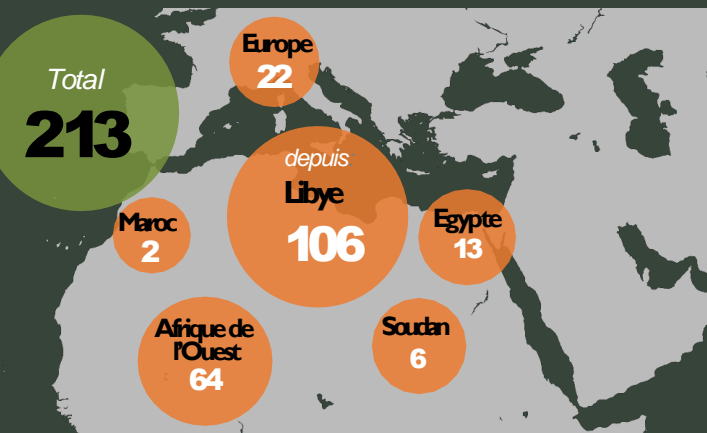 Total
213
Europe
22
depuis
Libye
106
Maroc
2
Egypte
13
Afrique de
l'Ouest
64
Soudan
6